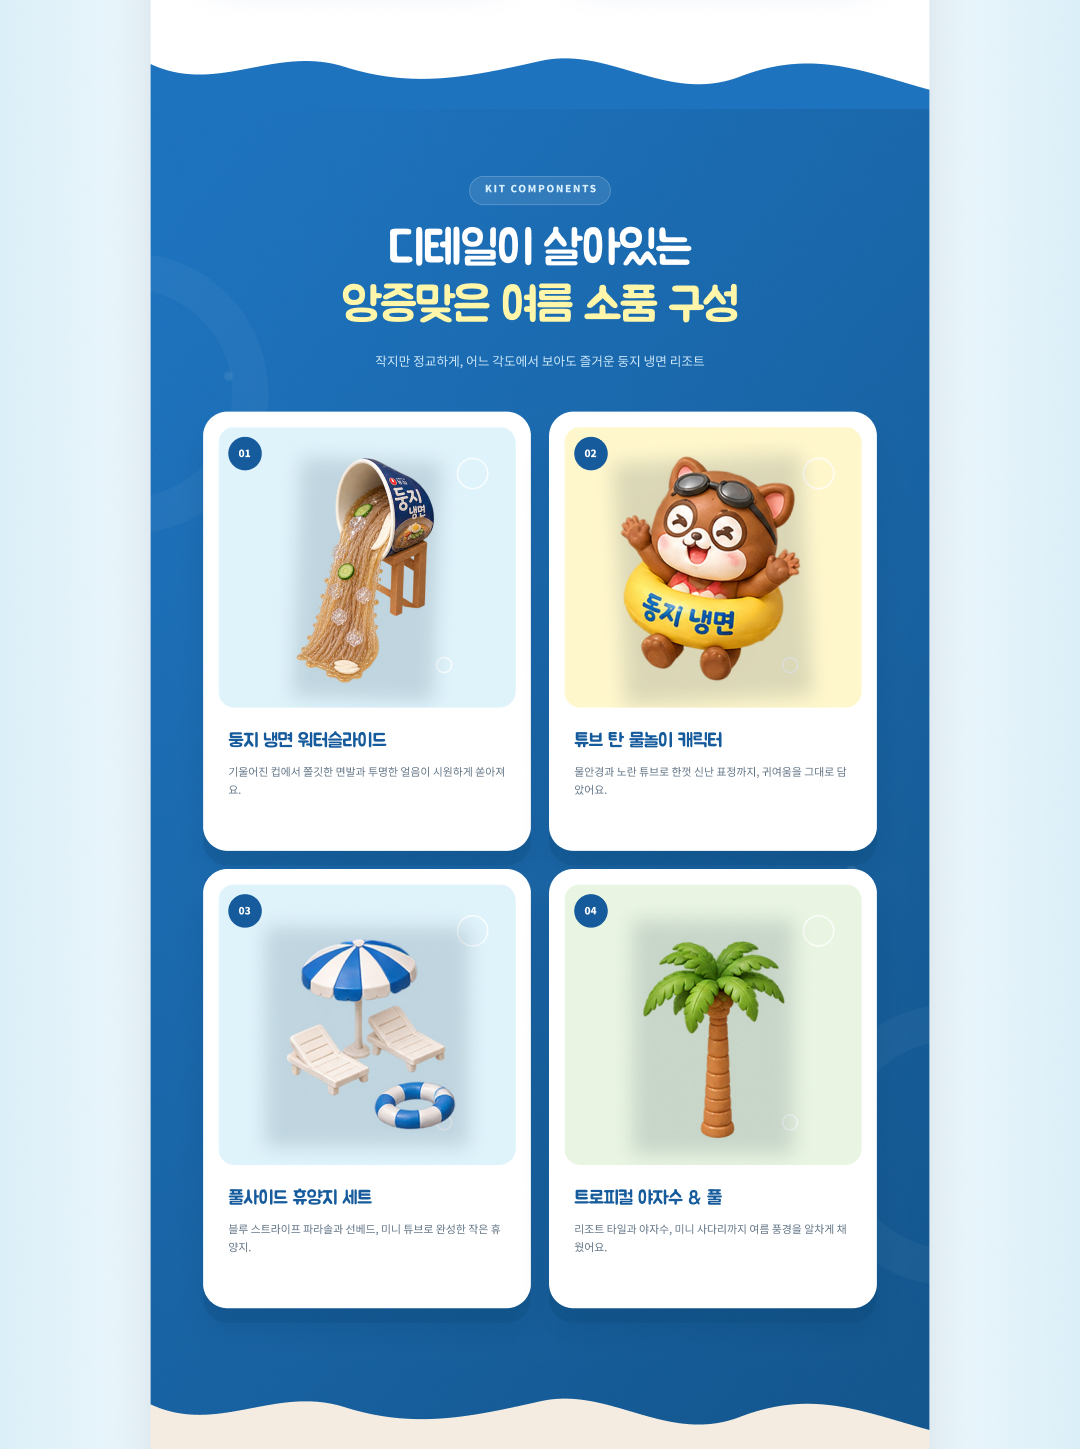 KIT COMPONENTS
디테일이 살아있는
앙증맞은 여름 소품 구성
작지만 정교하게, 어느 각도에서 보아도 즐거운 둥지 냉면 리조트
01
둥지
냉면
02
동지 냉면
둥지 냉면 워터슬라이드
기울어진 컵에서 쫄깃한 면발과 투명한 얼음이 시원하게 쏟아져
요.
튜브 탄 물놀이 캐릭터
물안경과 노란 튜브로 한껏 신난 표정까지, 귀여움을 그대로 담
았어요.
03
04
풀사이드 휴양지 세트
블루 스트라이프 파라솔과 선베드, 미니 튜브로 완성한 작은 휴
양지.
트로피컬 야자수 & 풀
리조트 타일과 야자수, 미니 사다리까지 여름 풍경을 알차게 채
웠어요.